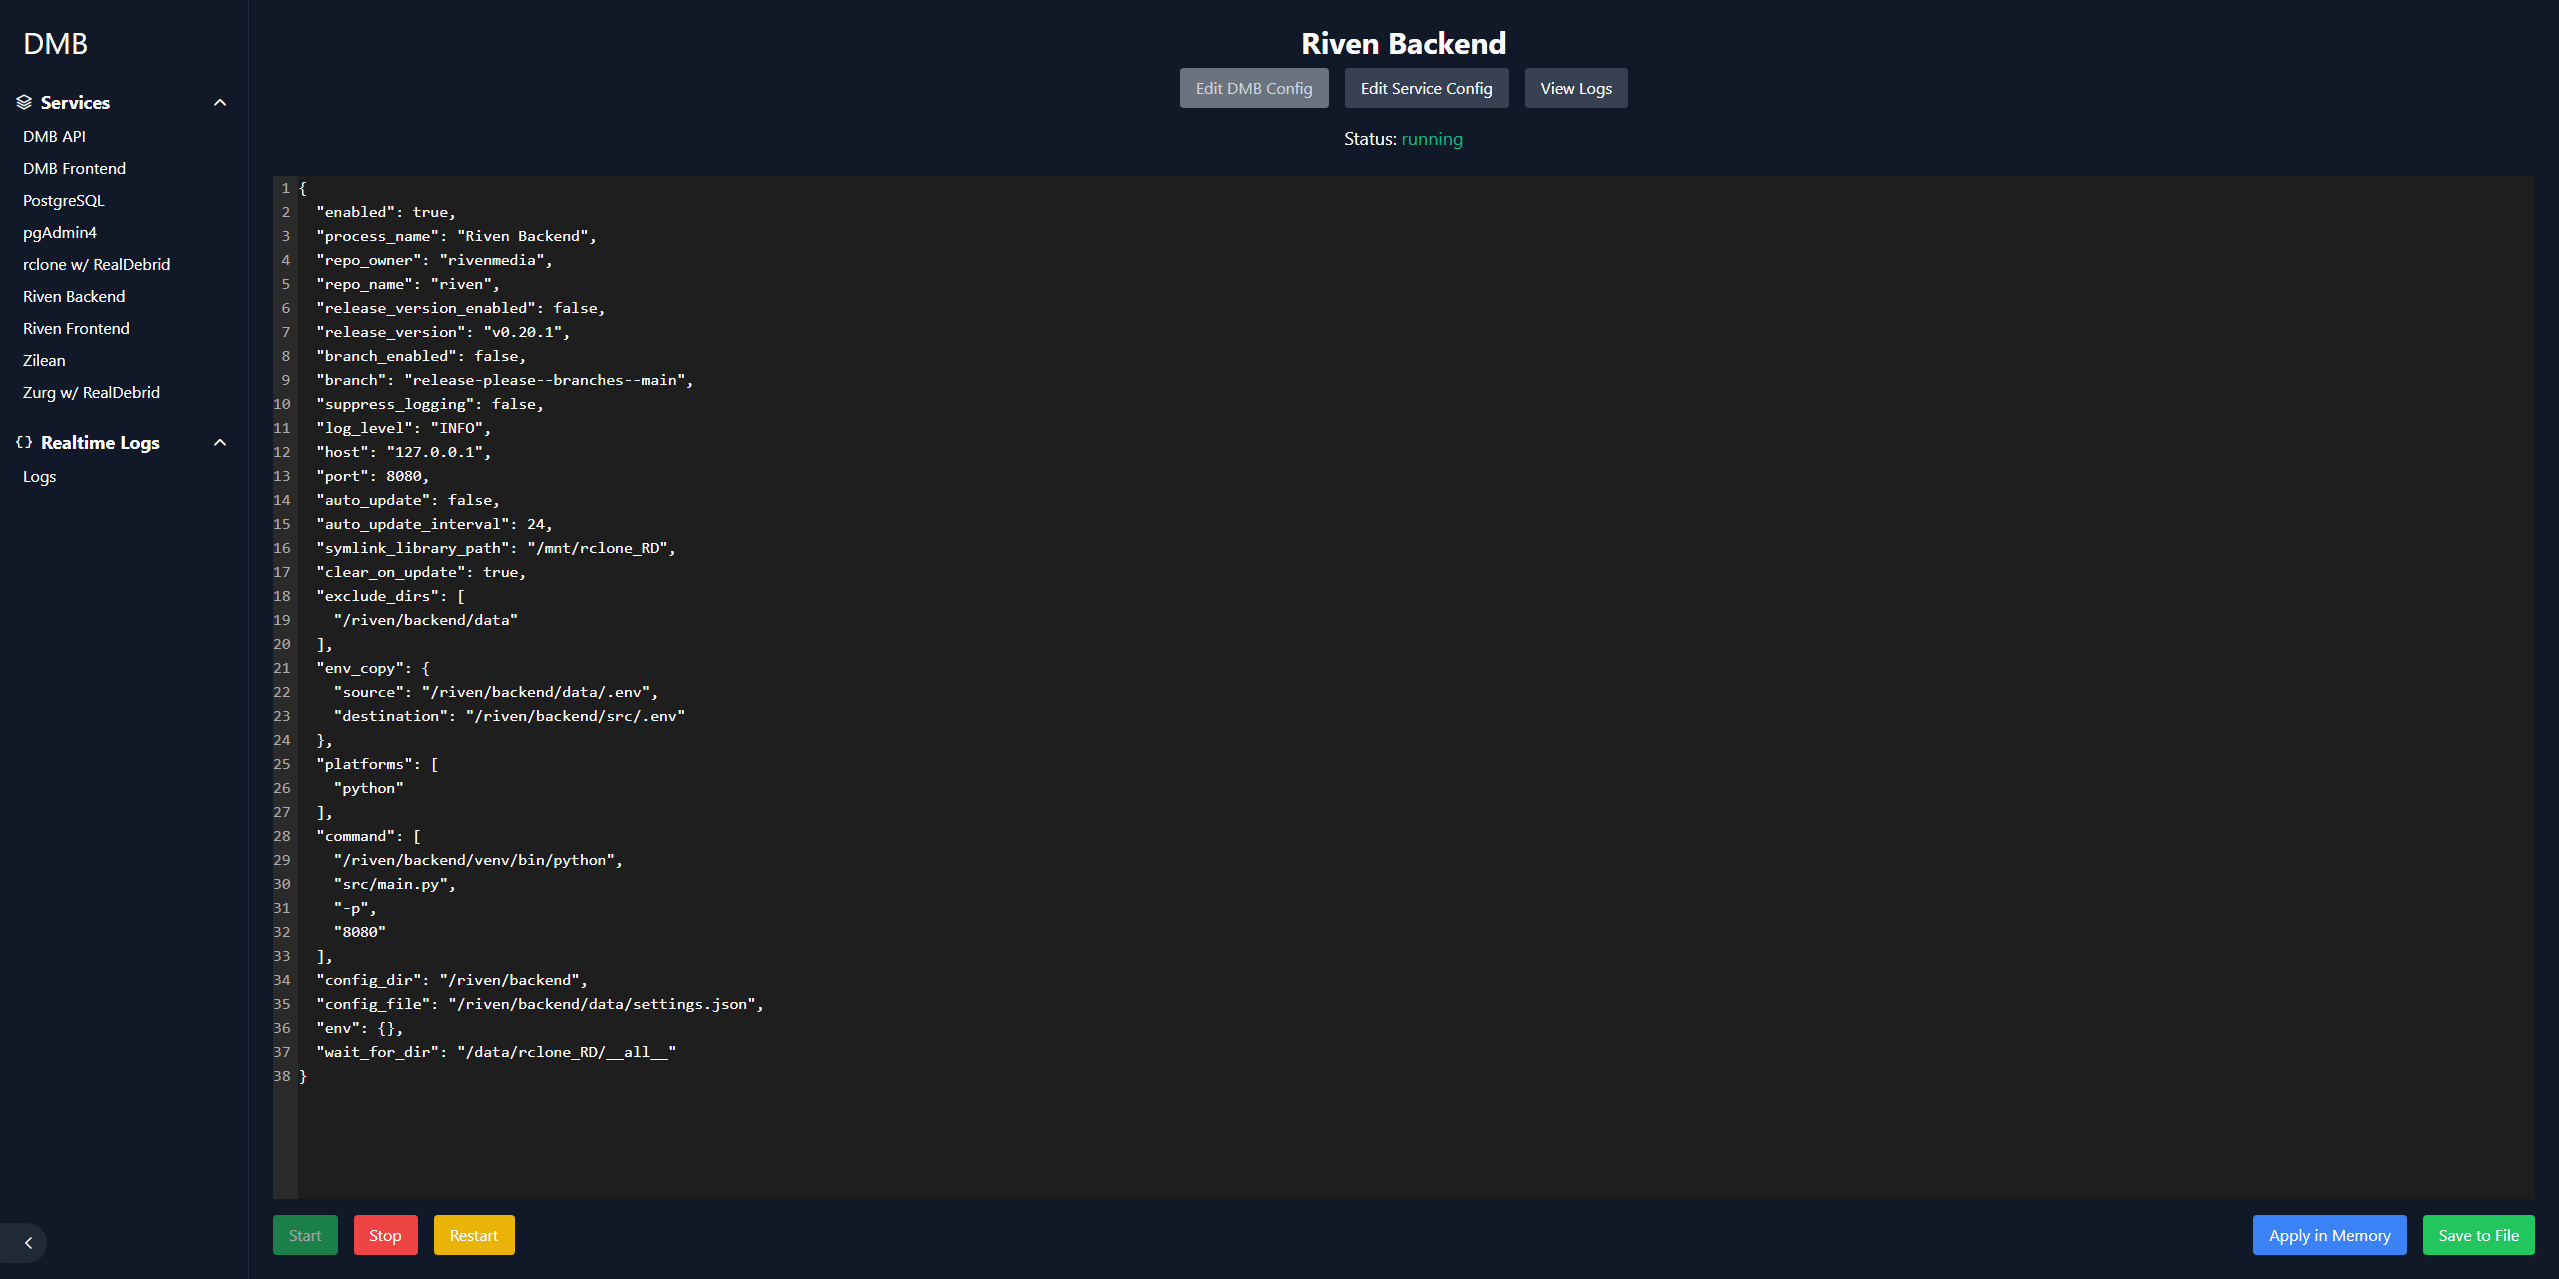 DMB
Services
DMB API
DMB Frontend
PostgreSQL
pgAdmin4
rclone w/ RealDebrid
Riven Backend
Riven Frontend
Zilean
Zurg w/ RealDebrid
Realtime Logs
Logs
Riven Backend
Edit DMB Config Edit Service Config View Logs
Status: running
1 {
2   "enabled": true,
3   "process_name": "Riven Backend",
4   "repo_owner": "rivenmedia",
5   "repo_name": "riven",
6   "release_version_enabled": false,
7   "release_version": "v0.20.1",
8   "branch_enabled": false,
9   "branch": "release-please--branches--main",
10   "suppress_logging": false,
11   "log_level": "INFO",
12   "host": "127.0.0.1",
13   "port": 8080,
14   "auto_update": false,
15   "auto_update_interval": 24,
16   "symlink_library_path": "/mnt/rclone_RD",
17   "clear_on_update": true,
18   "exclude_dirs": [
19     "/riven/backend/data"
20   ],
21   "env_copy": {
22     "source": "/riven/backend/data/.env",
23     "destination": "/riven/backend/src/.env"
24   },
25   "platforms": [
26     "python"
27   ],
28   "command": [
29     "/riven/backend/venv/bin/python",
30     "src/main.py",
31     "-p",
32     "8080"
33   ],
34   "config_dir": "/riven/backend",
35   "config_file": "/riven/backend/data/settings.json",
36   "env": {},
37   "wait_for_dir": "/data/rclone_RD/__all__"
38 }
Start Stop Restart Apply in Memory Save to File